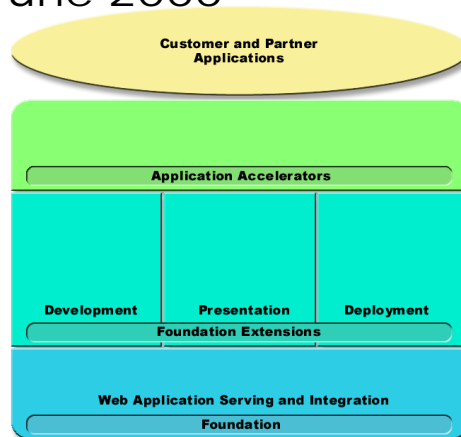 Customer and Partner
Applications
Application Accelerators
Development Presentation Deployment
Foundation Extensions
Web Application Serving and Integration
Foundation